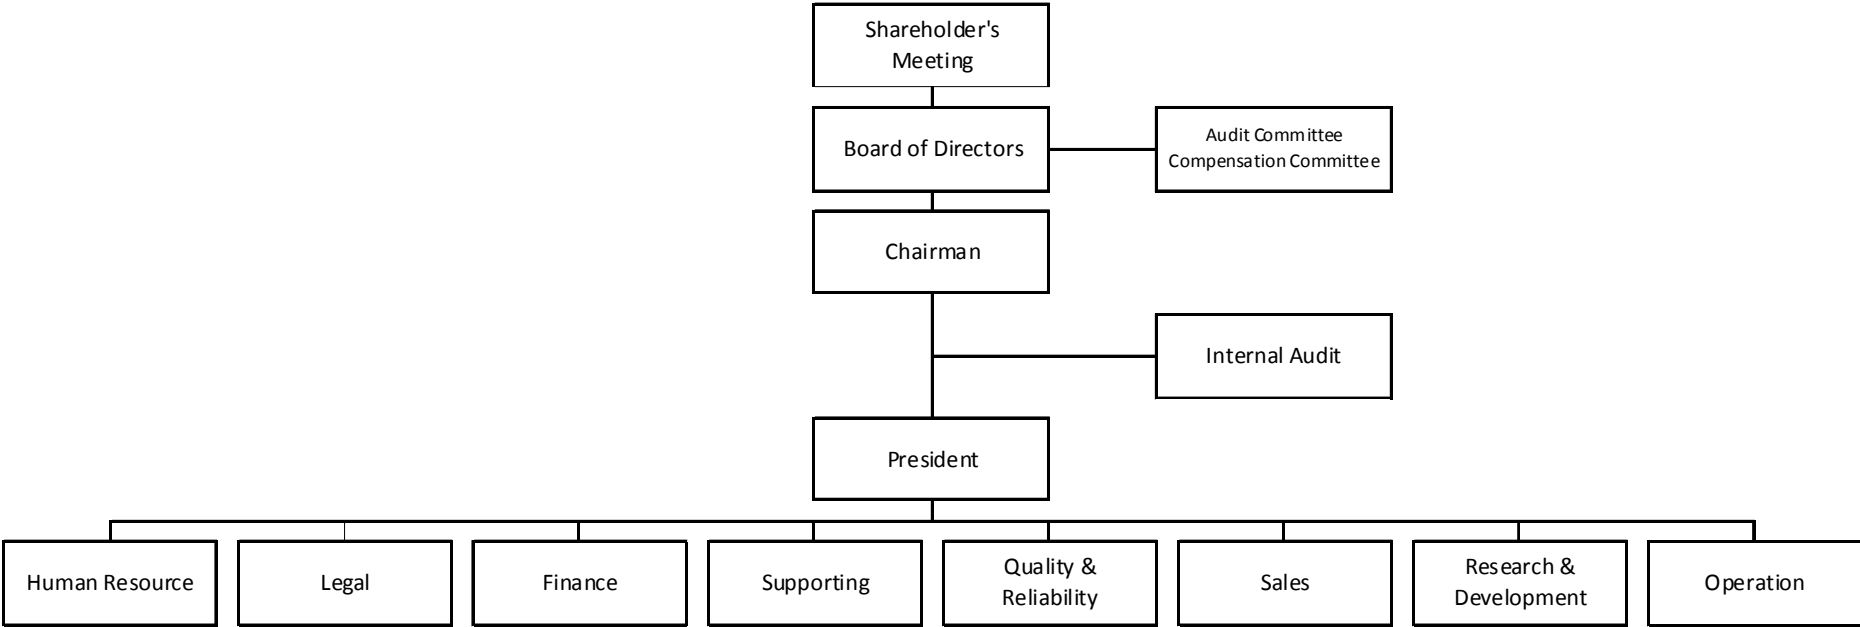 Shareholder's
Meeting
Board of Directors
Audit Committee
Compensation Committee
Chairman
Internal Audit
President
Human Resource
Legal
Finance
Supporting
Quality &
Reliability
Sales
Research &
Development
Operation